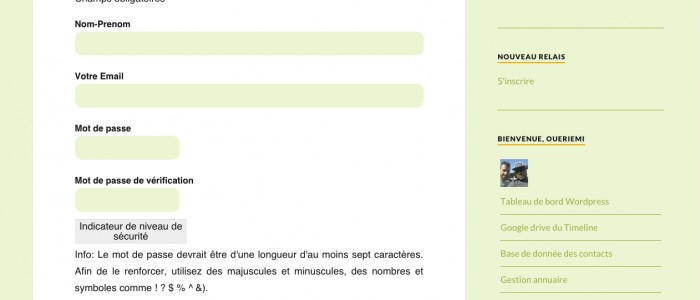 Champs obligatoires
Nom-Prenom
Votre Email
Mot de passe
Mot de passe de vérification
Indicateur de niveau de
sécurité
Info: Le mot de passe devrait être d'une longueur d'au moins sept caractères.
Afin de le renforcer, utilisez des majuscules et minuscules, des nombres et
symboles comme ! ? $ % ^ &).
NOUVEAU RELAIS
S'inscrire
BIENVENUE, OUERIEMI
Tableau de bord Wordpress
Google drive du Timeline
Base de donnée des contacts
Gestion annuaire